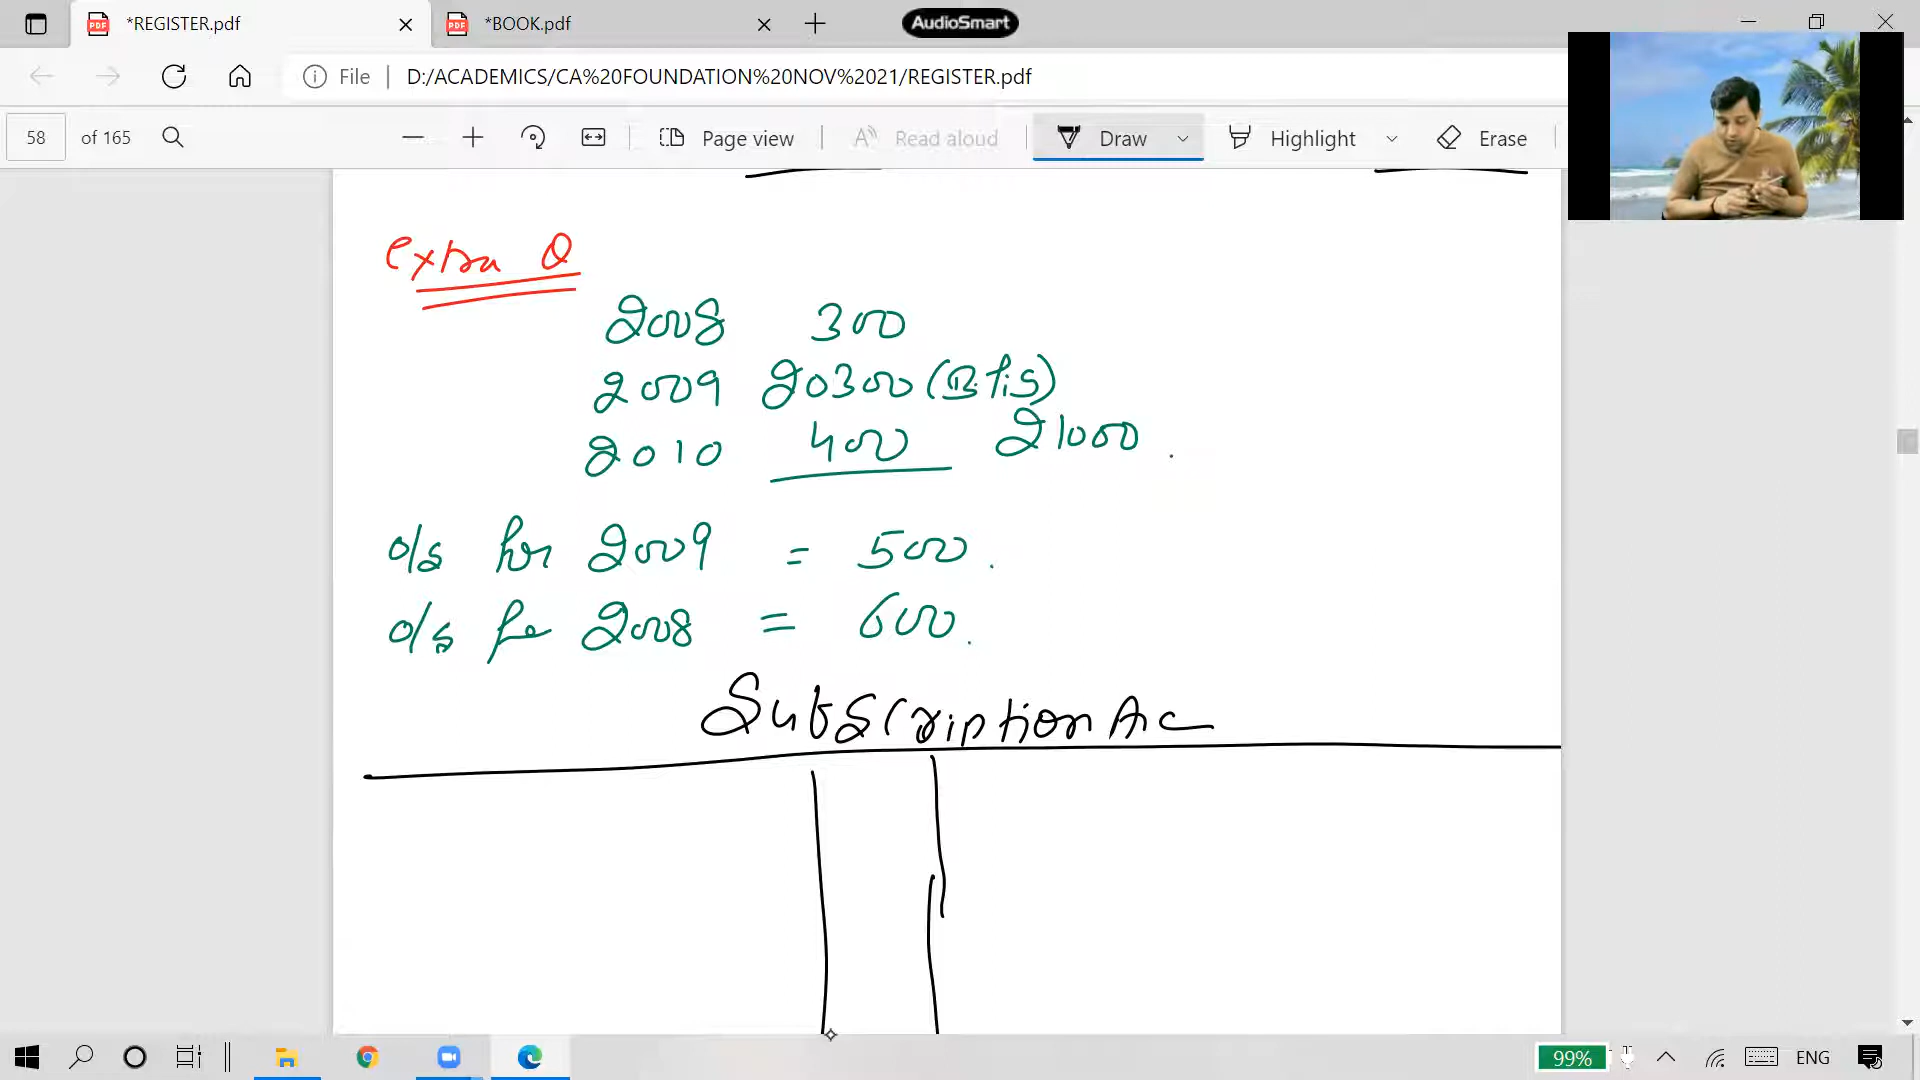 *REGISTER.pdf
*BOOK.pdf
AudioSmart
File
D:/ACADEMICS/CA%20FOUNDATION%20NOV%2021/REGISTER.pdf
58 of 165
Page view
Read aloud
Draw
Highlight
Erase
Extra Q
2008 300
2009 20300 (B/S)
2010 400 21000
o/s for 2009 = 500.
o/s for 2008 = 600.
Subscription Ac
99%
ENG